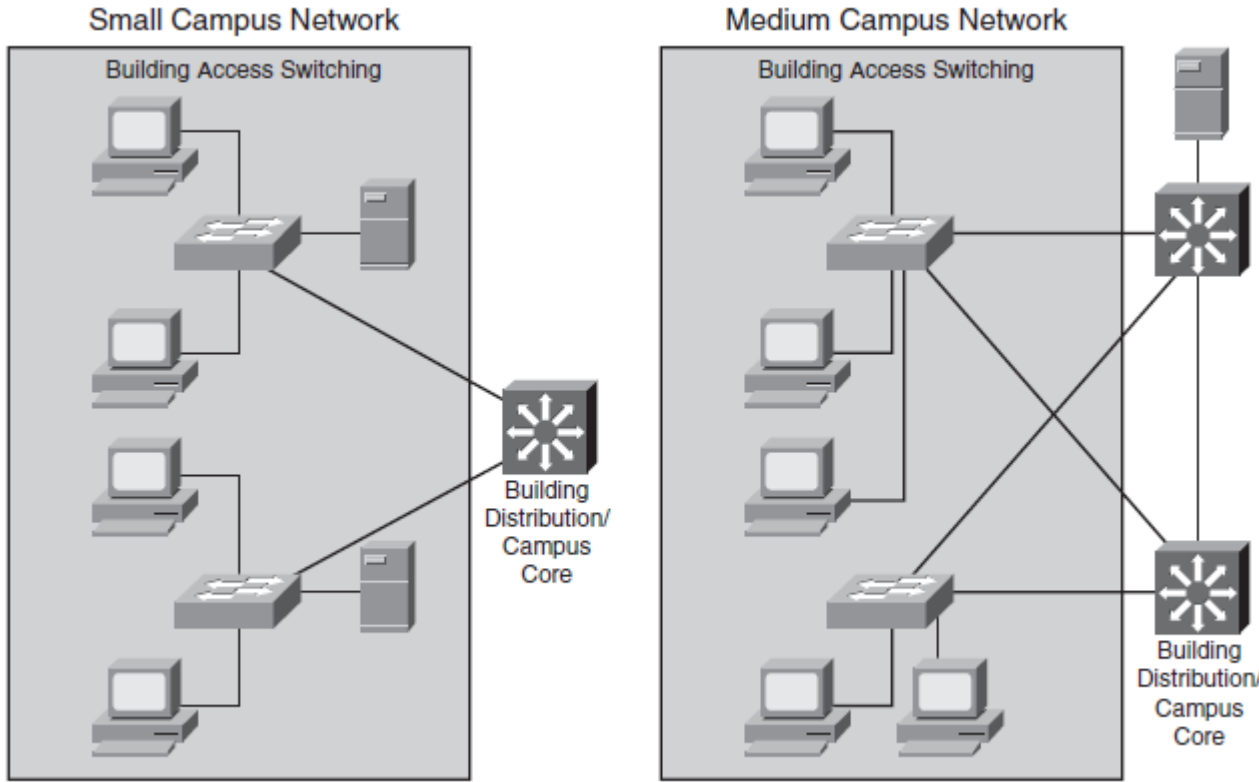 Small Campus Network
Building Access Switching
Building
Distribution/
Campus
Core
Medium Campus Network
Building Access Switching
Building
Distribution/
Campus
Core